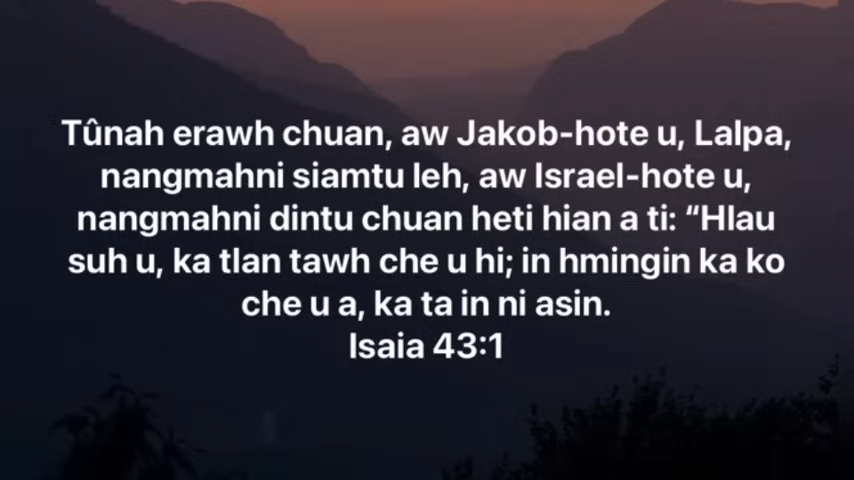 Tûnah erawh chuan, aw Jakob-hote u, Lalpa,
nangmahni siamtu leh, aw Israel-hote u,
nangmahni dintu chuan heti hian a ti: “Hlau
suh u, ka tlan tawh che u hi; in hmingin ka ko
che u a, ka ta in ni asin.
Isaia 43:1